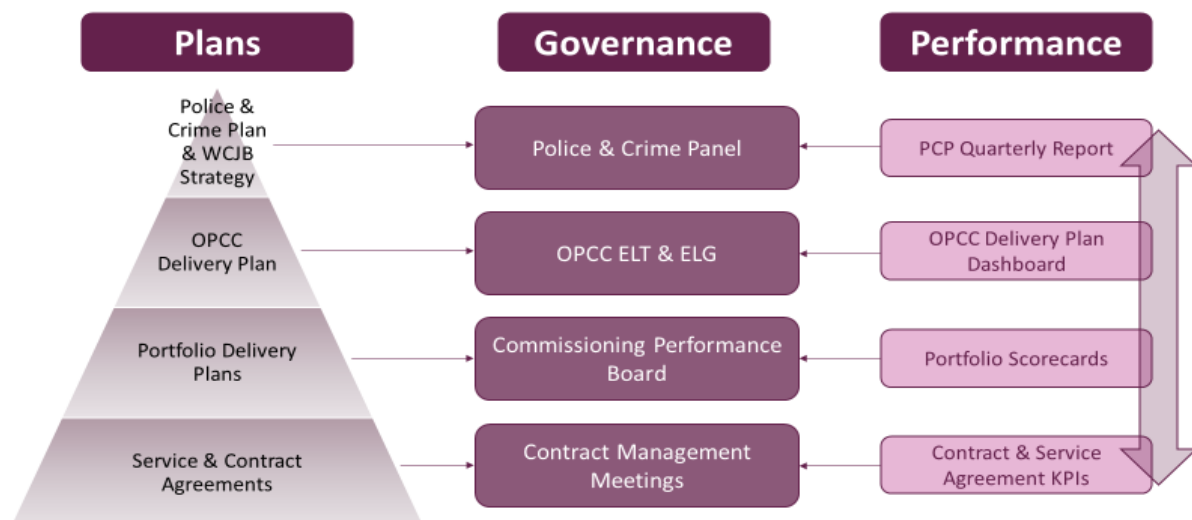 Plans
Governance
Performance
Police &
Crime Plan
& WCJB
Strategy
Police & Crime Panel
PCP Quarterly Report
OPCC
Delivery Plan
OPCC ELT & ELG
OPCC Delivery Plan
Dashboard
Portfolio Delivery
Plans
Commissioning Performance
Board
Portfolio Scorecards
Service & Contract
Agreements
Contract Management
Meetings
Contract & Service
Agreement KPIs